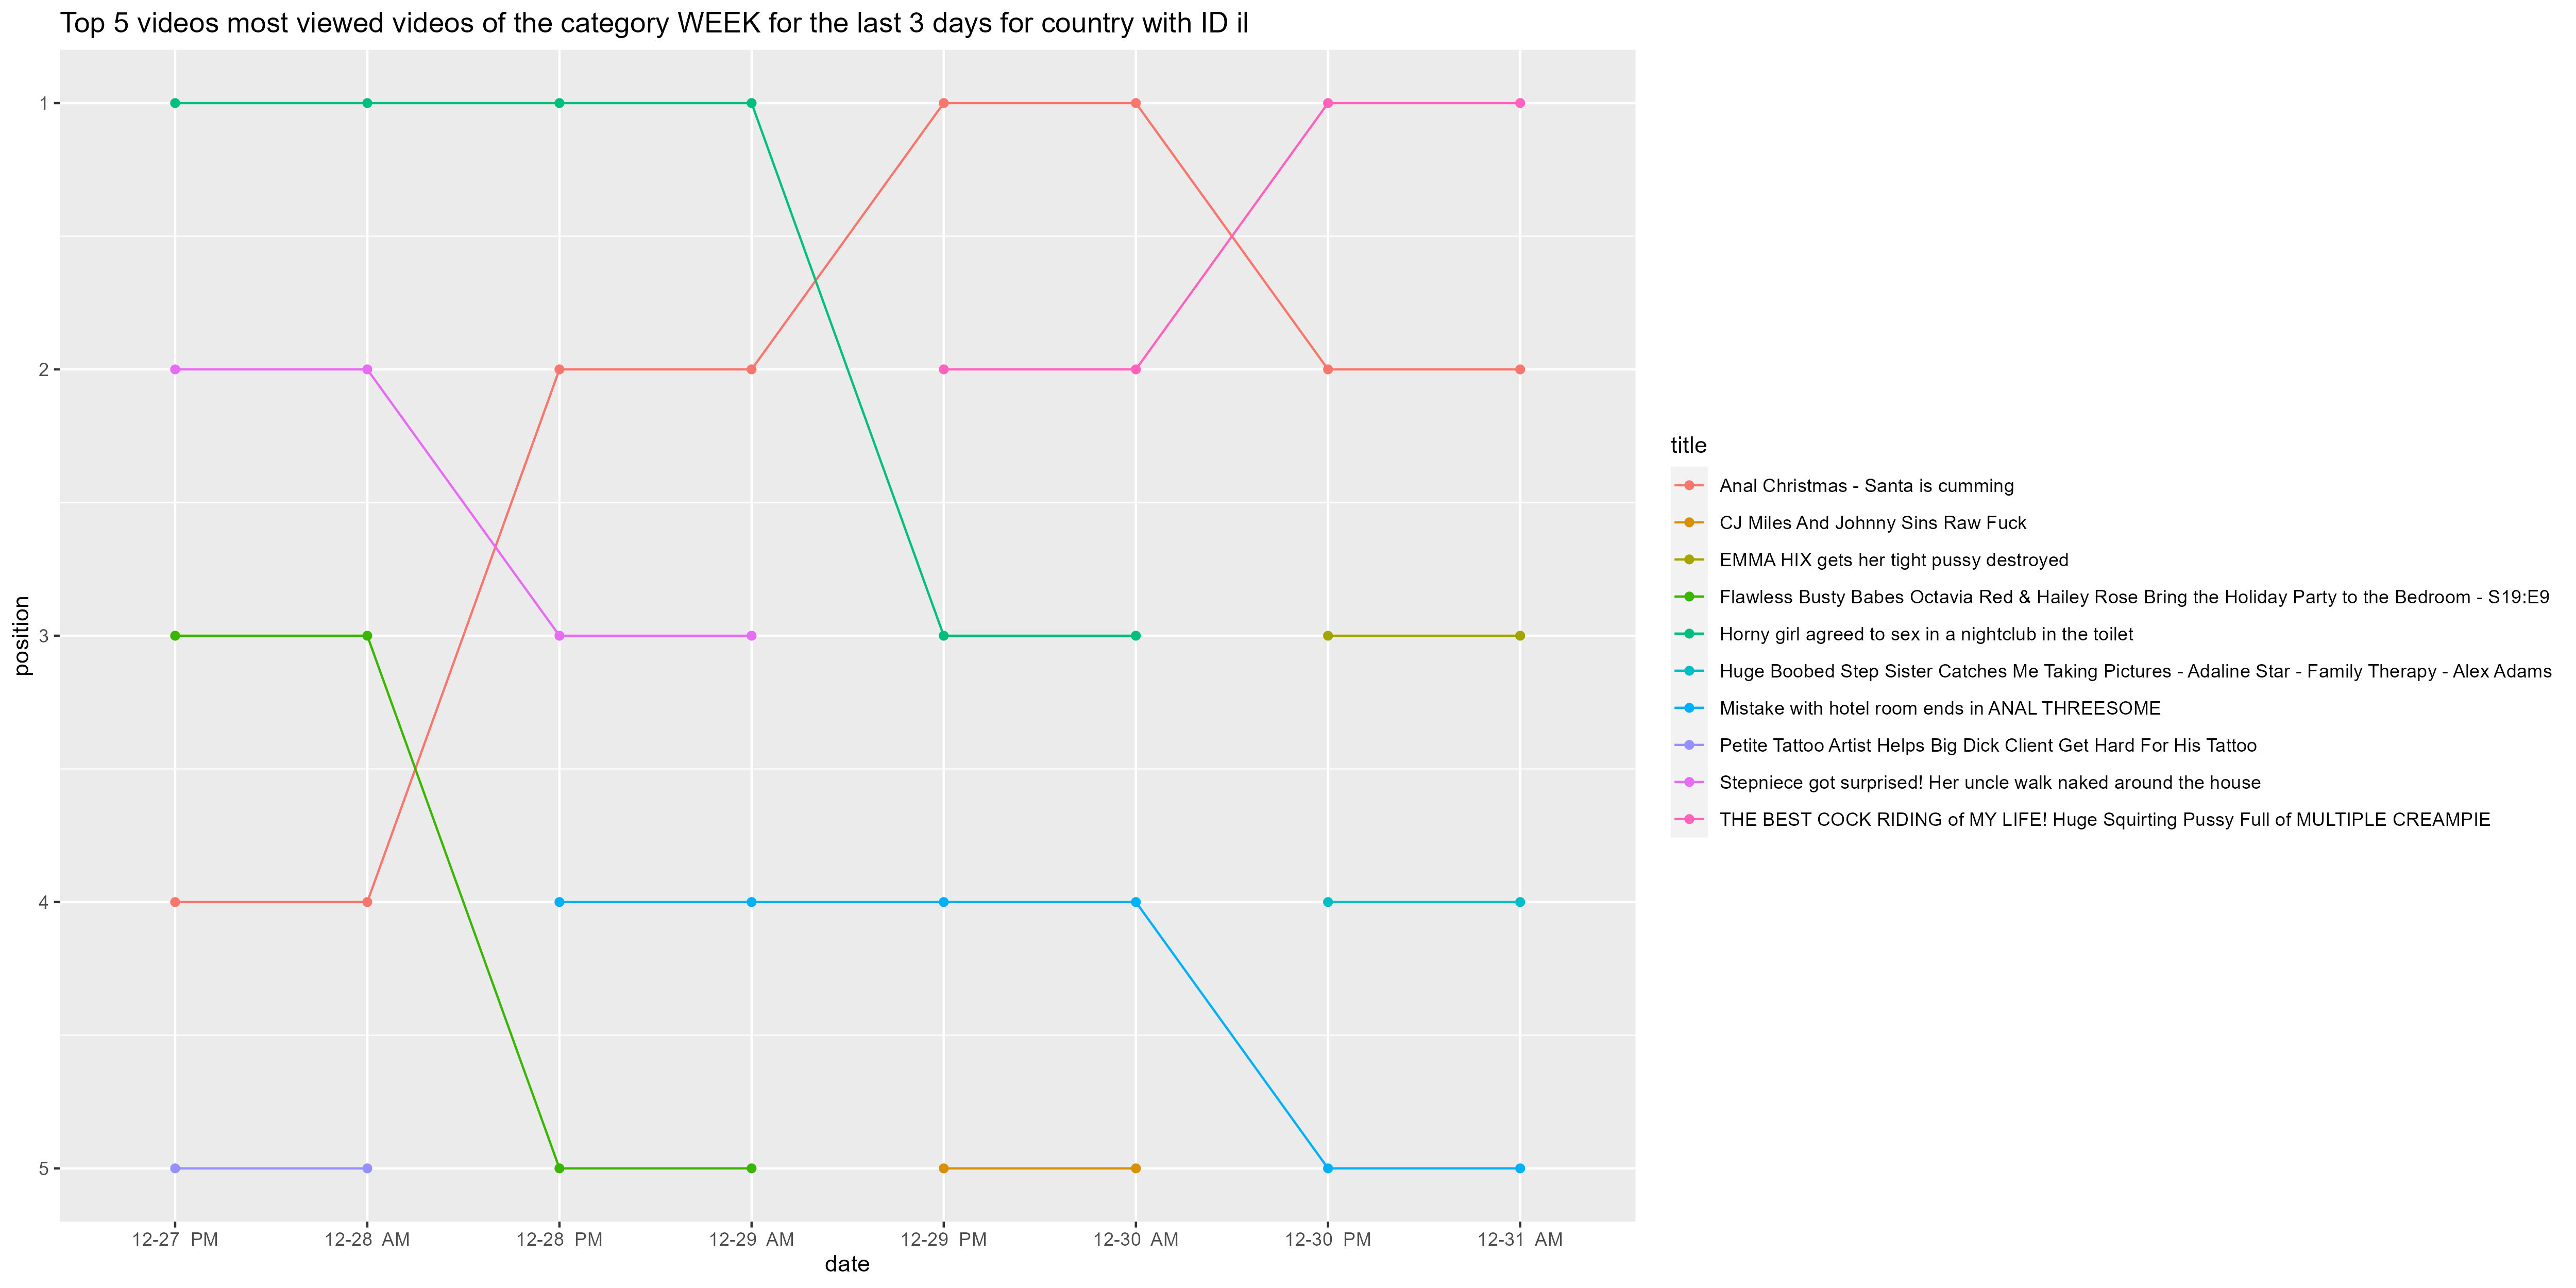 Top 5 videos most viewed videos of the category WEEK for the last 3 days for country with ID il
position
1
2
3
4
5
12-27 PM
12-28 AM
12-28 PM
12-29 AM
12-29 PM
12-30 AM
12-30 PM
12-31 AM
date
title
Anal Christmas - Santa is cumming
CJ Miles And Johnny Sins Raw Fuck
EMMA HIX gets her tight pussy destroyed
Flawless Busty Babes Octavia Red & Hailey Rose Bring the Holiday Party to the Bedroom - S19:E9
Horny girl agreed to sex in a nightclub in the toilet
Huge Boobed Step Sister Catches Me Taking Pictures - Adaline Star - Family Therapy - Alex Adams
Mistake with hotel room ends in ANAL THREESOME
Petite Tattoo Artist Helps Big Dick Client Get Hard For His Tattoo
Stepniece got surprised! Her uncle walk naked around the house
THE BEST COCK RIDING of MY LIFE! Huge Squirting Pussy Full of MULTIPLE CREAMPIE